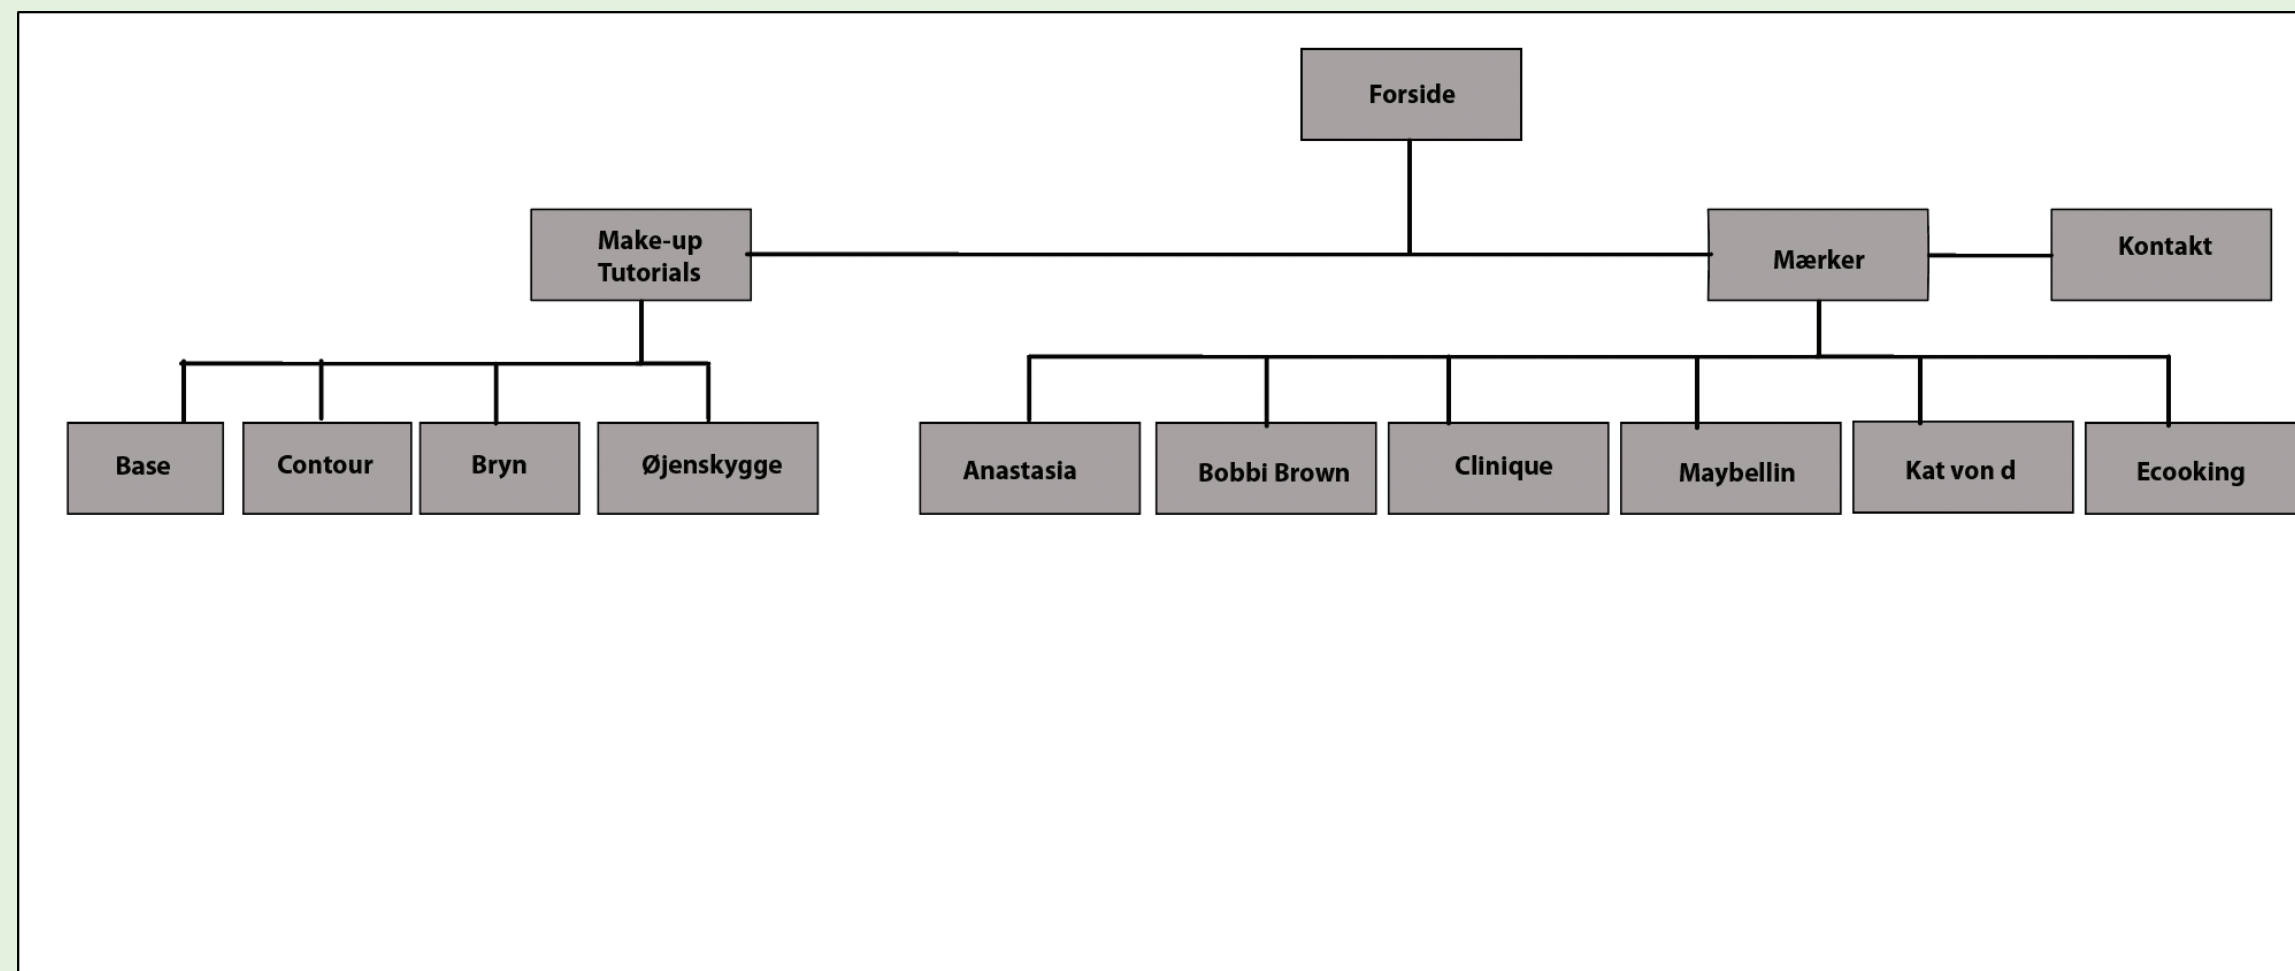 Forside
Make-up
Tutorials
Mærker
Kontakt
Base
Contour
Bryn
Øjenskygge
Anastasia
Bobbi Brown
Clinique
Maybellin
Kat von d
Ecooking